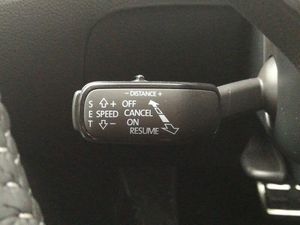 − DISTANCE +
S ⇧ + OFF
E SPEED CANCEL
T ⇩ − ON
RESUME